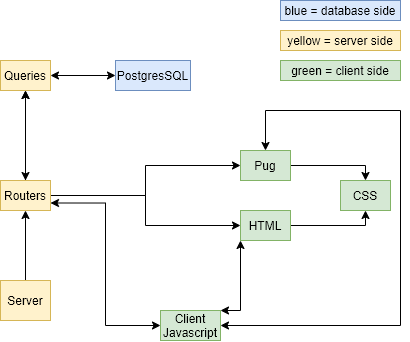 blue = database side
yellow = server side
green = client side
Queries
PostgresSQL
Pug
Routers
CSS
HTML
Server
Client
Javascript